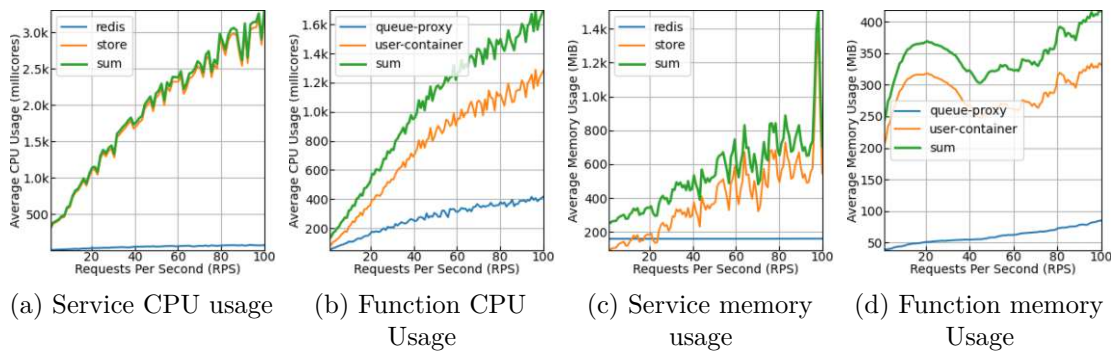 Average CPU Usage (millicores)
3.0k
2.5k
2.0k
1.5k
1.0k
500
redis
store
sum
20
40
60
80
100
Requests Per Second (RPS)
(a) Service CPU usage
Average CPU Usage (millicores)
1.6k
1.4k
1.2k
1.0k
800
600
400
200
queue-proxy
user-container
sum
20
40
60
80
100
Requests Per Second (RPS)
(b) Function CPU
Usage
Average Memory Usage (MiB)
1.4k
1.2k
1.0k
800
600
400
200
redis
store
sum
20
40
60
80
100
Requests Per Second (RPS)
(c) Service memory
usage
Average Memory Usage (MiB)
400
350
300
250
200
150
100
50
queue-proxy
user-container
sum
20
40
60
80
100
Requests Per Second (RPS)
(d) Function memory
Usage